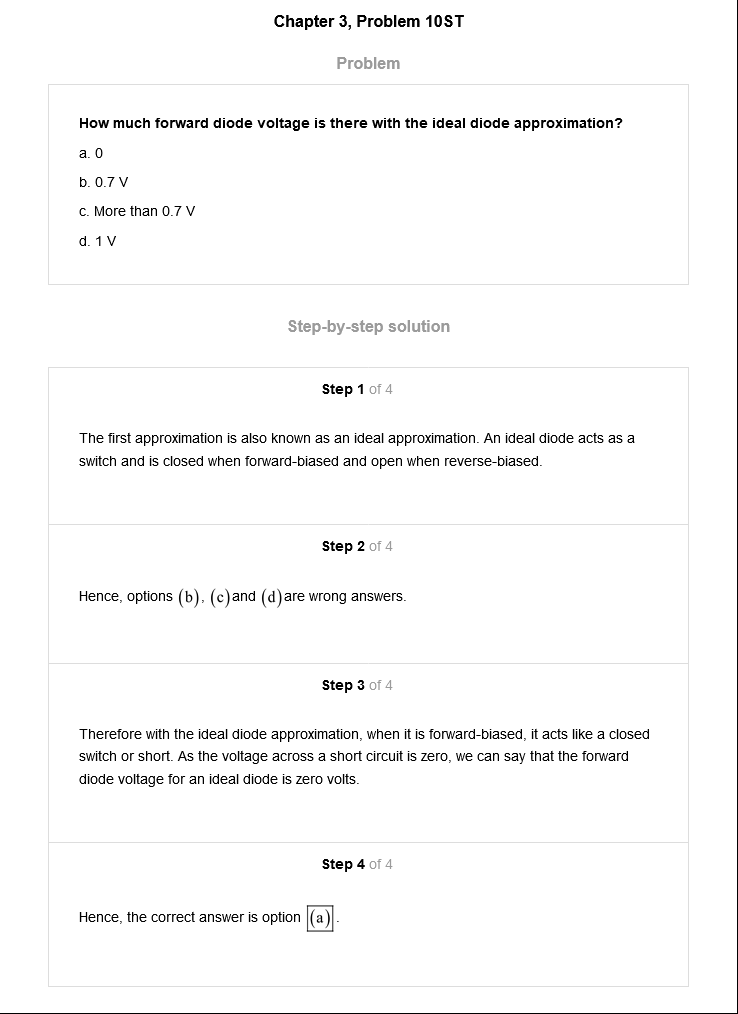 Chapter 3, Problem 10ST
Problem
How much forward diode voltage is there with the ideal diode approximation?
a. 0
b. 0.7 V
c. More than 0.7 V
d. 1 V
Step-by-step solution
Step 1 of 4
The first approximation is also known as an ideal approximation. An ideal diode acts as a
switch and is closed when forward-biased and open when reverse-biased.
Step 2 of 4
Hence, options (b), (c) and (d) are wrong answers.
Step 3 of 4
Therefore with the ideal diode approximation, when it is forward-biased, it acts like a closed
switch or short. As the voltage across a short circuit is zero, we can say that the forward
diode voltage for an ideal diode is zero volts.
Step 4 of 4
Hence, the correct answer is option (a).